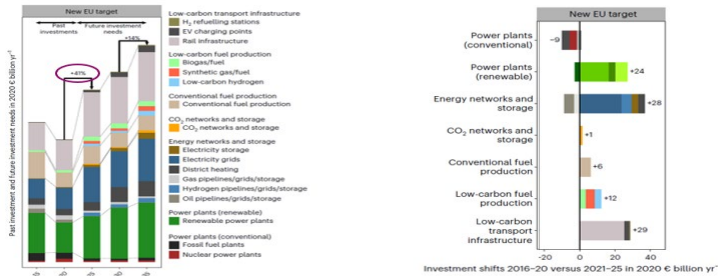 New EU target
Past investments
Future investment needs
+14%
+41%
Past investment and future investment needs in 2020 € billion yr⁻¹
Low-carbon transport infrastructure
H₂ refuelling stations
EV charging points
Rail infrastructure
Low-carbon fuel production
Biogas/fuel
Synthetic gas/fuel
Low-carbon hydrogen
Conventional fuel production
Conventional fuel production
CO₂ networks and storage
CO₂ networks and storage
Energy networks and storage
Electricity storage
Electricity grids
District heating
Gas pipelines/grids/storage
Hydrogen pipelines/grids/storage
Oil pipelines/grids/storage
Power plants (renewable)
Renewable power plants
Power plants (conventional)
Fossil fuel plants
Nuclear power plants
New EU target
Power plants
(conventional)
-9
Power plants
(renewable)
+24
Energy networks and
storage
+28
CO₂ networks and
storage
+1
Conventional fuel
production
+6
Low-carbon fuel
production
+12
Low-carbon
transport
infrastructure
+29
-20 0 20 40
Investment shifts 2016–20 versus 2021–25 in 2020 € billion yr⁻¹